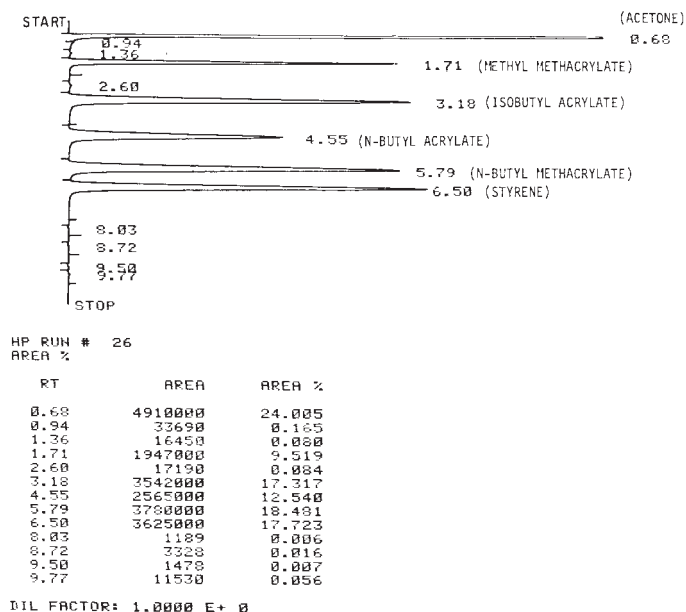 START
(ACETONE)
0.68
0.94
1.36
1.71 (METHYL METHACRYLATE)
2.60
3.18 (ISOBUTYL ACRYLATE)
4.55 (N-BUTYL ACRYLATE)
5.79 (N-BUTYL METHACRYLATE)
6.50 (STYRENE)
8.03
8.72
9.50
9.77
STOP
HP RUN # 26
AREA %
RT AREA AREA %
0.68 4910000 24.005
0.94 33690 0.165
1.36 16450 0.080
1.71 1947000 9.519
2.60 17190 0.084
3.18 3542000 17.317
4.55 2565000 12.540
5.79 3780000 18.481
6.50 3625000 17.723
8.03 1189 0.006
8.72 3328 0.016
9.50 1478 0.007
9.77 11530 0.056
DIL FACTOR: 1.0000 E+ 0